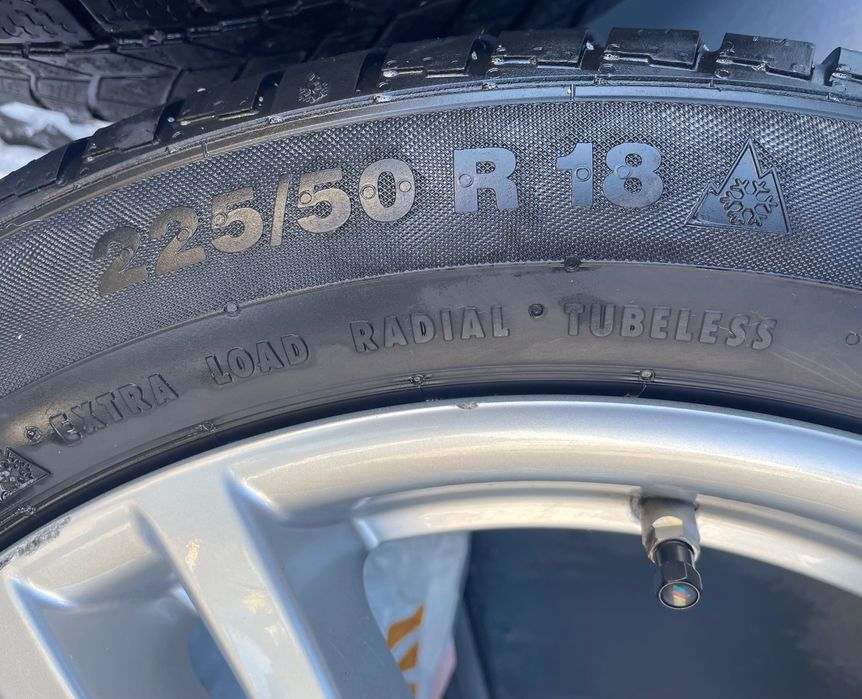 225/50 R 18
EXTRA LOAD RADIAL TUBELESS